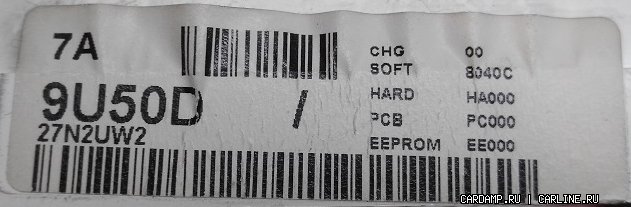 7A
CHG 00
SOFT 8040C
9U50D /
HARD HA000
27N2UW2
PCB PC000
EEPROM EE000
CARDAMP.RU | CARLINE.RU